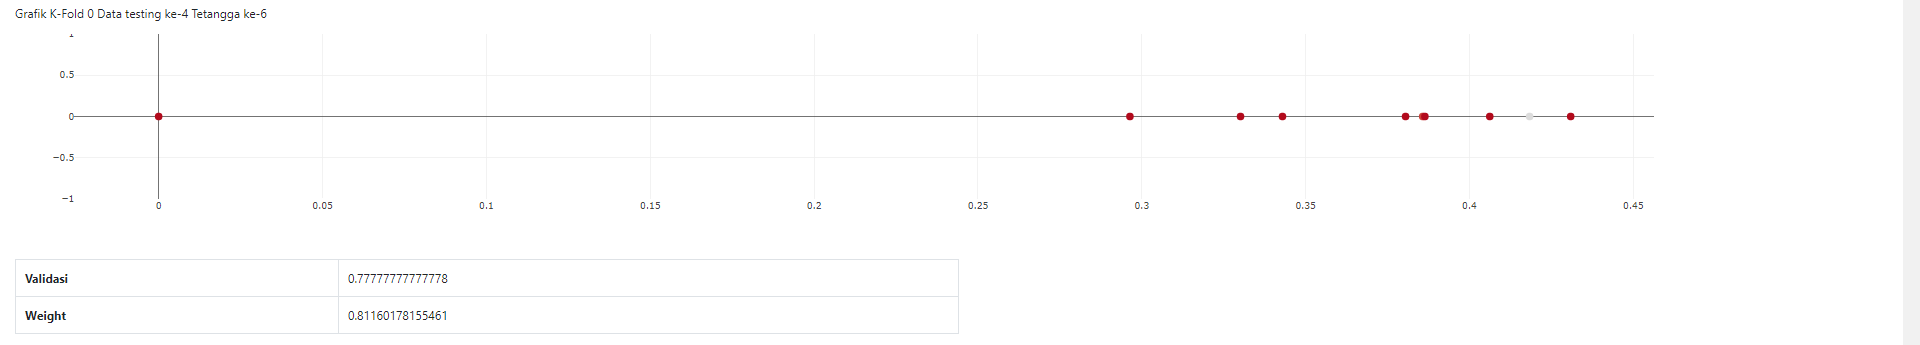 Grafik K-Fold 0 Data testing ke-4 Tetangga ke-6
1
0.5
0
−0.5
−1
0 0.05 0.1 0.15 0.2 0.25 0.3 0.35 0.4 0.45
Validasi 0.77777777777778
Weight 0.81160178155461